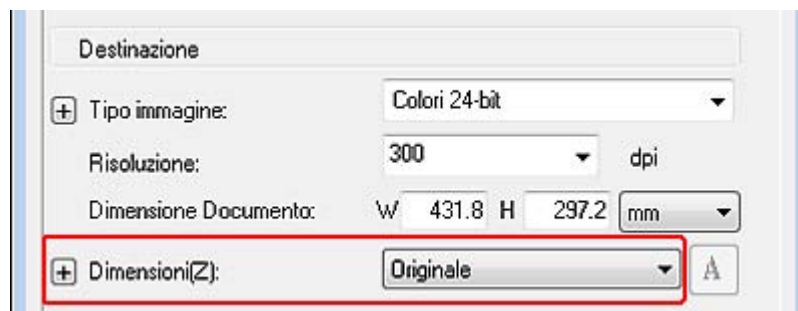 Destinazione
Tipo immagine: Colori 24-bit
Risoluzione: 300 dpi
Dimensione Documento: W 431.8 H 297.2 mm
Dimensioni(Z): Originale A